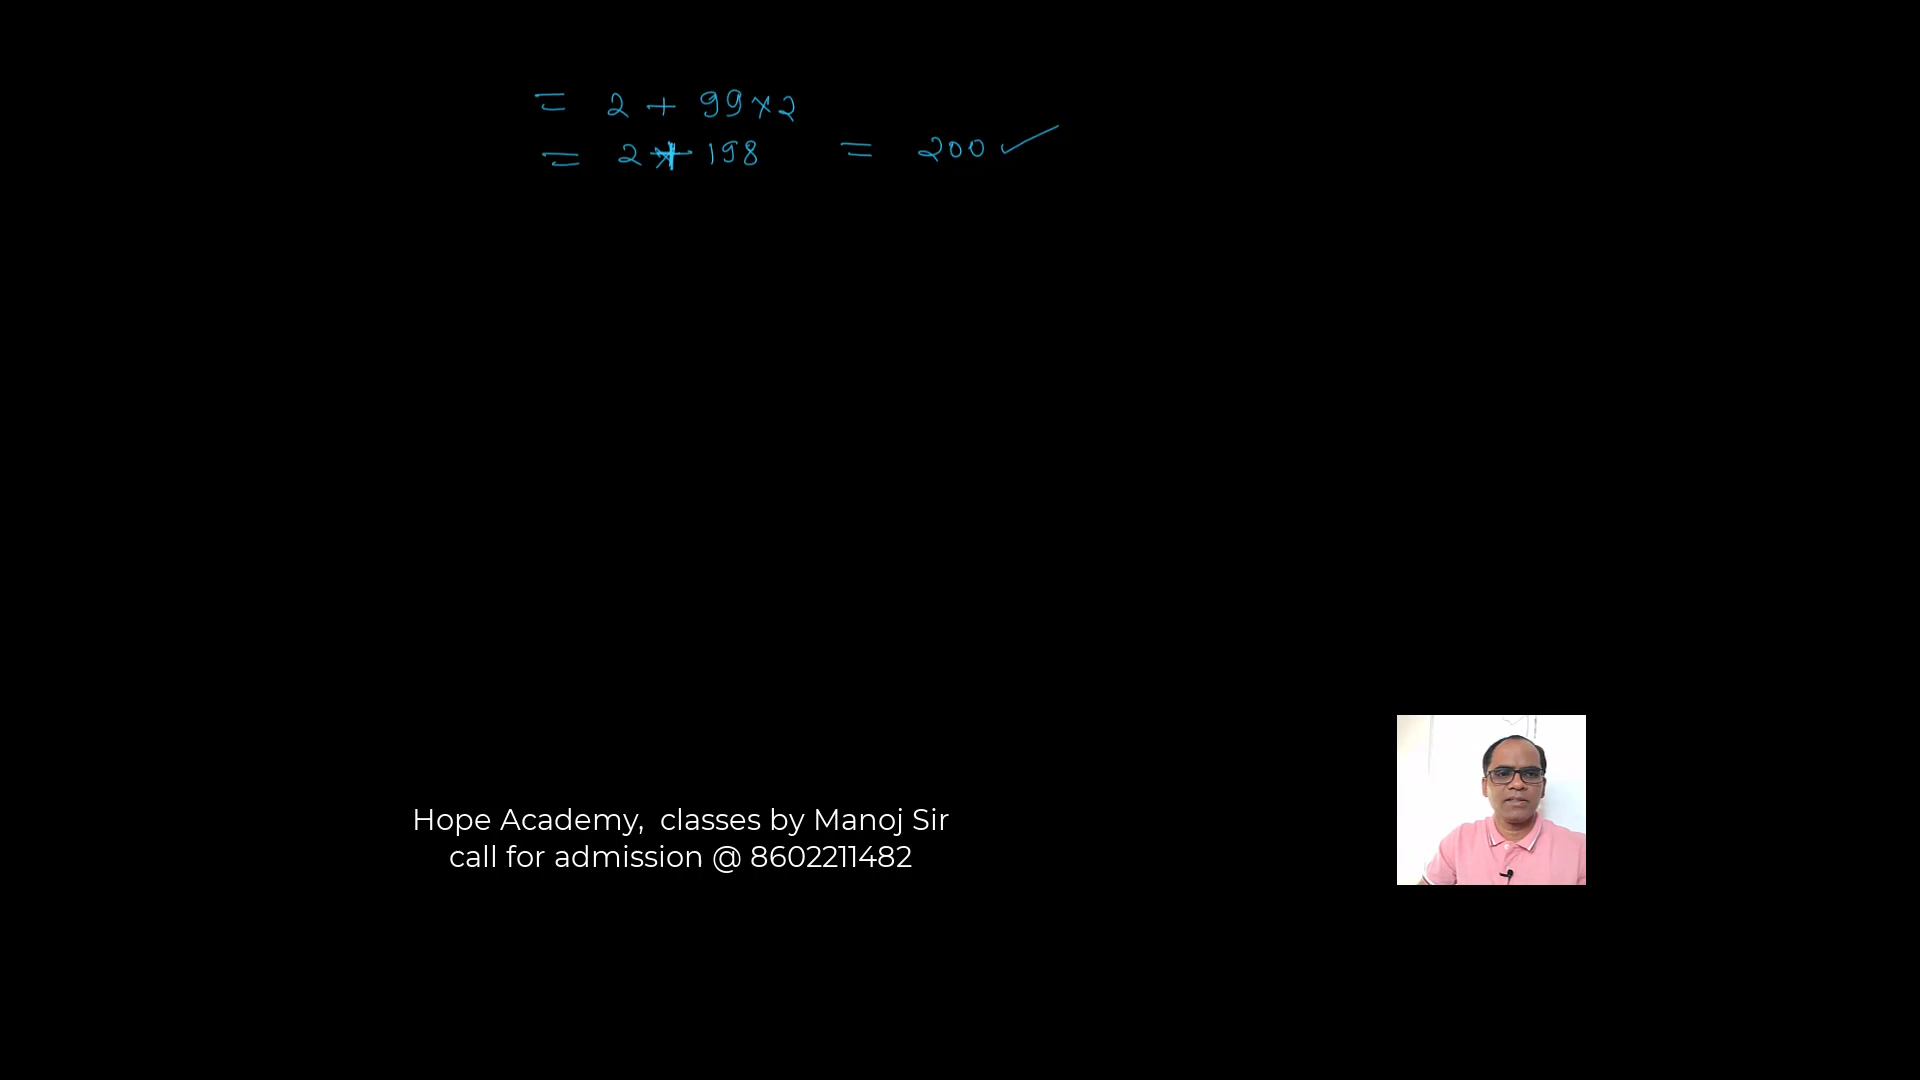 = 2 + 99×2
= 2 + 198 = 200 ✓
Hope Academy, classes by Manoj Sir
call for admission @ 8602211482